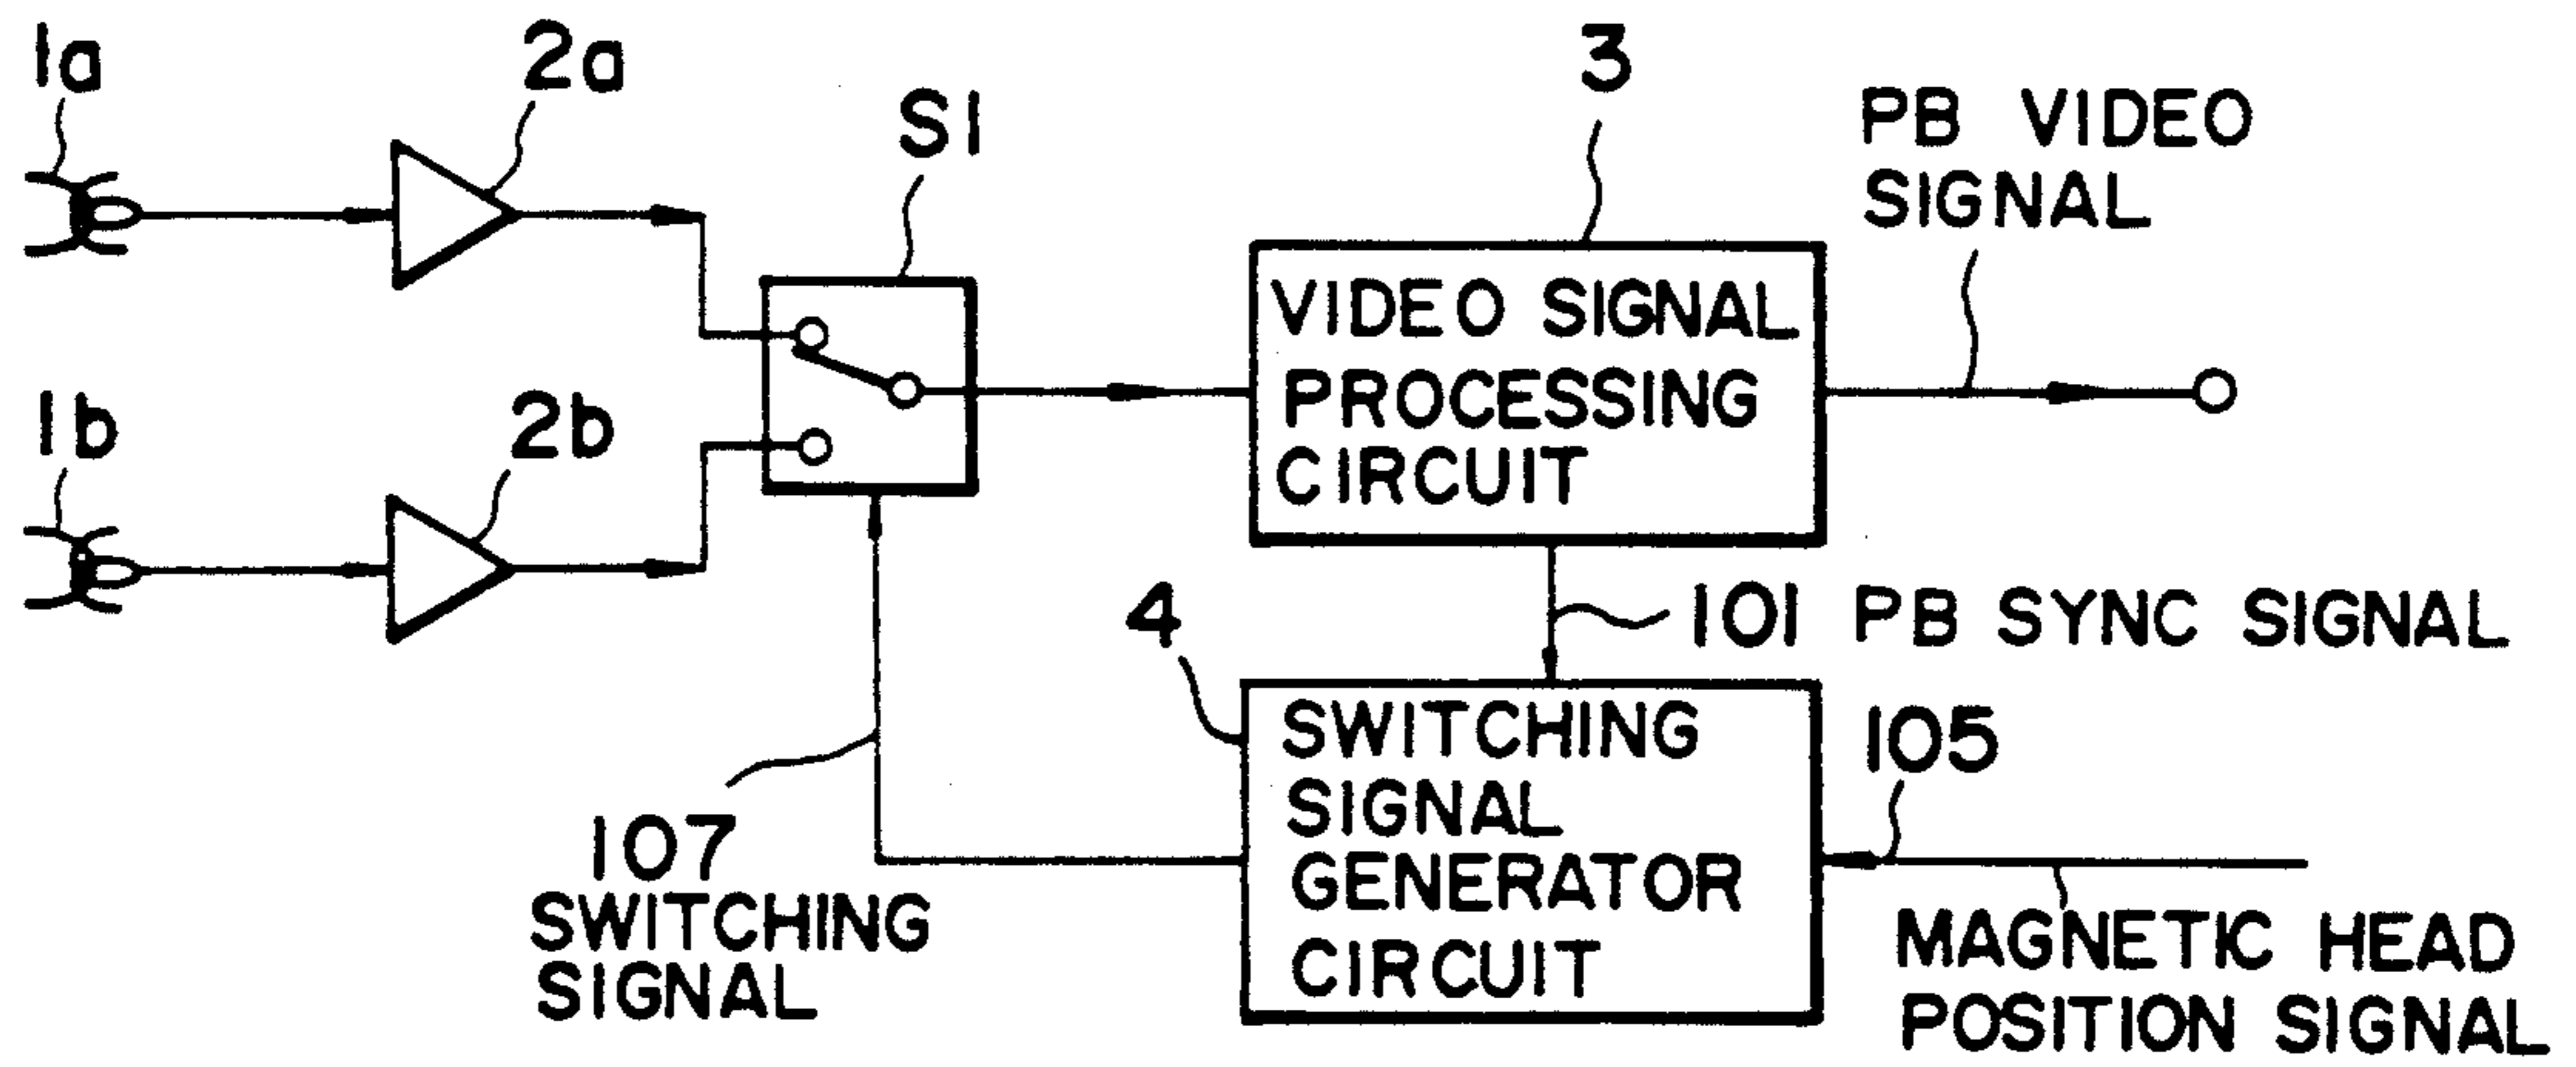 1a
2a
S1
3
PB VIDEO
SIGNAL
VIDEO SIGNAL
PROCESSING
CIRCUIT
1b
2b
4
101 PB SYNC SIGNAL
SWITCHING
SIGNAL
GENERATOR
CIRCUIT
105
107
SWITCHING
SIGNAL
MAGNETIC HEAD
POSITION SIGNAL